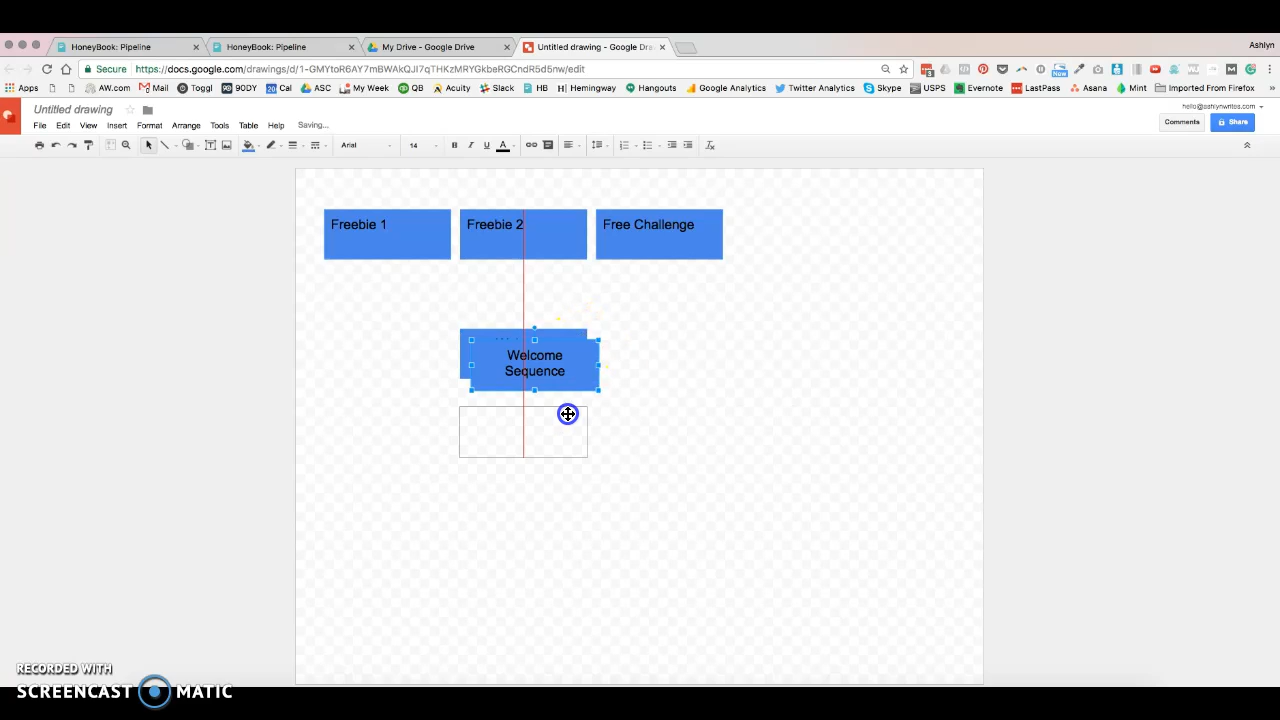 HoneyBook: Pipeline
HoneyBook: Pipeline
My Drive - Google Drive
Untitled drawing - Google Dra
Ashlyn
Secure
https://docs.google.com/drawings/d/1-GMYtoR6AY7mBWAkQJI7qTHKzMRYGkbeRGCndR5d5nw/edit
Apps AW.com Mail Toggl 90DTY Cal ASC My Week QB Acuity Slack HB Hemingway Hangouts Google Analytics Twitter Analytics Skype USPS Evernote LastPass Asana Mint Imported From Firefox
Untitled drawing
hello@ashlynwrites.com
File Edit View Insert Format Arrange Tools Table Help Saving...
Comments
Share
Arial 14
Freebie 1
Freebie 2
Free Challenge
Welcome
Sequence
RECORDED WITH
SCREENCAST MATIC